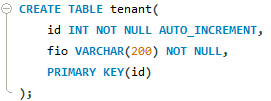 CREATE TABLE tenant(
id INT NOT NULL AUTO_INCREMENT,
fio VARCHAR(200) NOT NULL,
PRIMARY KEY(id)
);